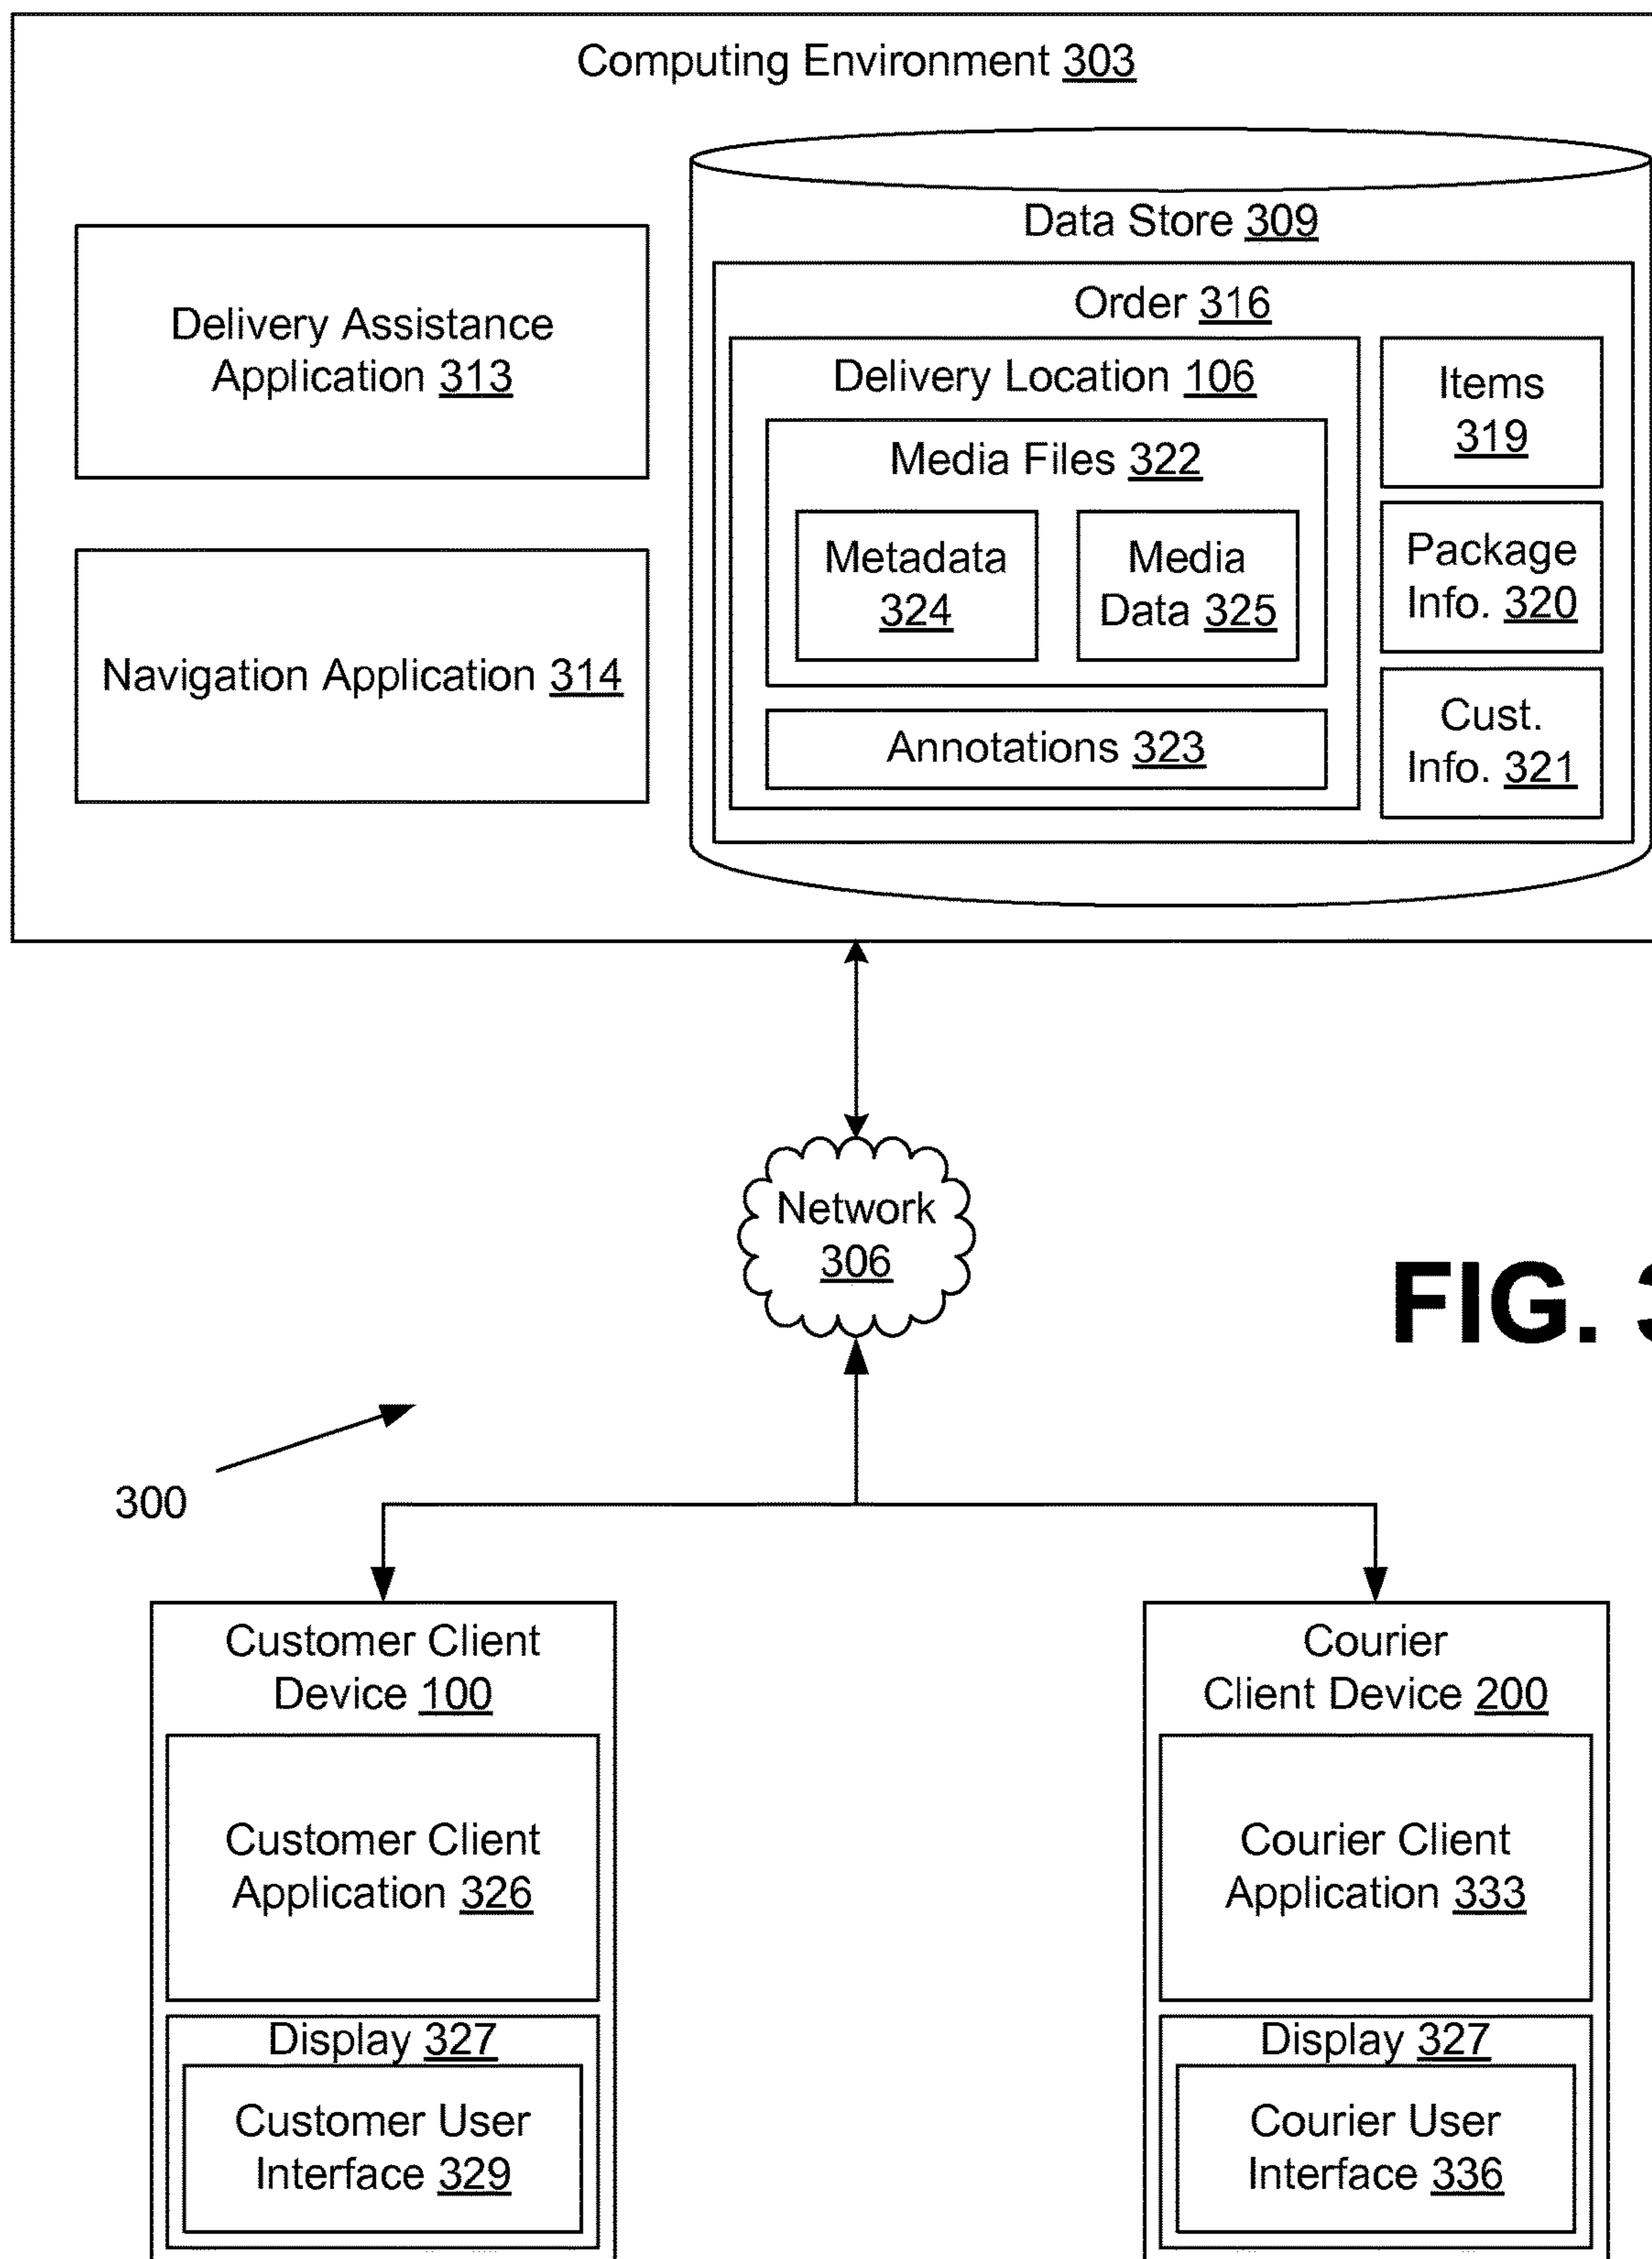 Computing Environment 303
Data Store 309
Delivery Assistance
Application 313
Navigation Application 314
Order 316
Delivery Location 106
Media Files 322
Metadata
324
Media
Data 325
Annotations 323
Items
319
Package
Info. 320
Cust.
Info. 321
Network
306
FIG. 3
300
Customer Client
Device 100
Customer Client
Application 326
Display 327
Customer User
Interface 329
Courier
Client Device 200
Courier Client
Application 333
Display 327
Courier User
Interface 336